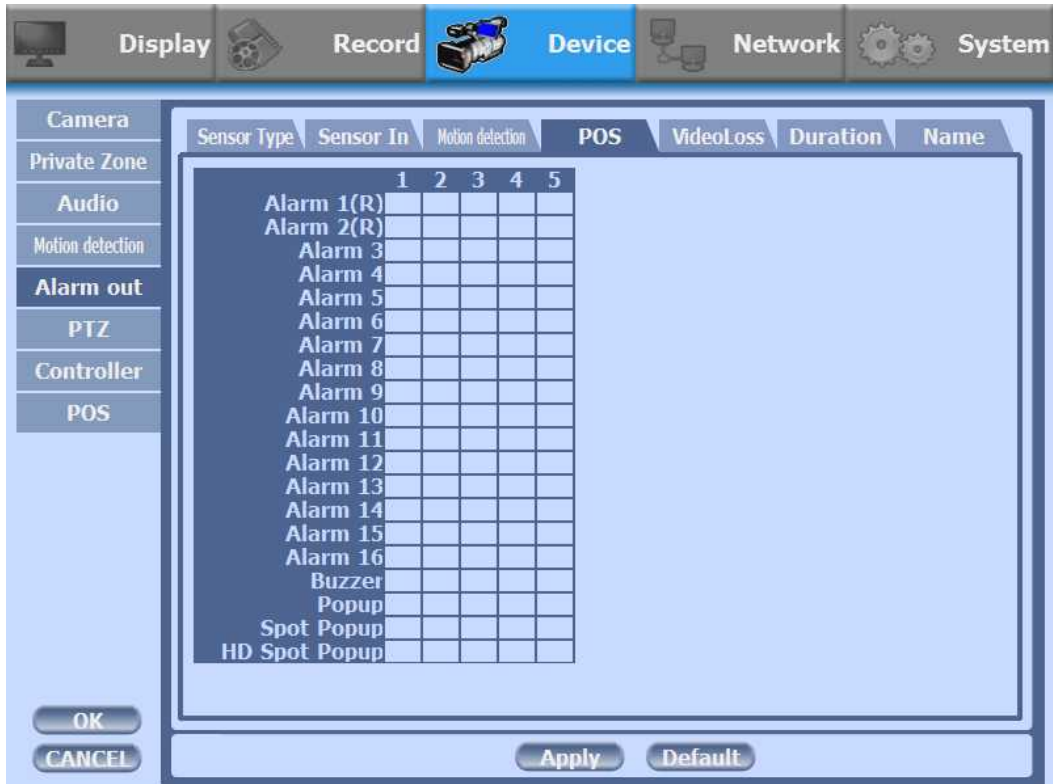 Display Record Device Network System
Camera
Private Zone
Audio
Motion detection
Alarm out
PTZ
Controller
POS
OK
CANCEL
Sensor Type Sensor In Motion detection POS VideoLoss Duration Name
1 2 3 4 5
Alarm 1(R)
Alarm 2(R)
Alarm 3
Alarm 4
Alarm 5
Alarm 6
Alarm 7
Alarm 8
Alarm 9
Alarm 10
Alarm 11
Alarm 12
Alarm 13
Alarm 14
Alarm 15
Alarm 16
Buzzer
Popup
Spot Popup
HD Spot Popup
Apply Default